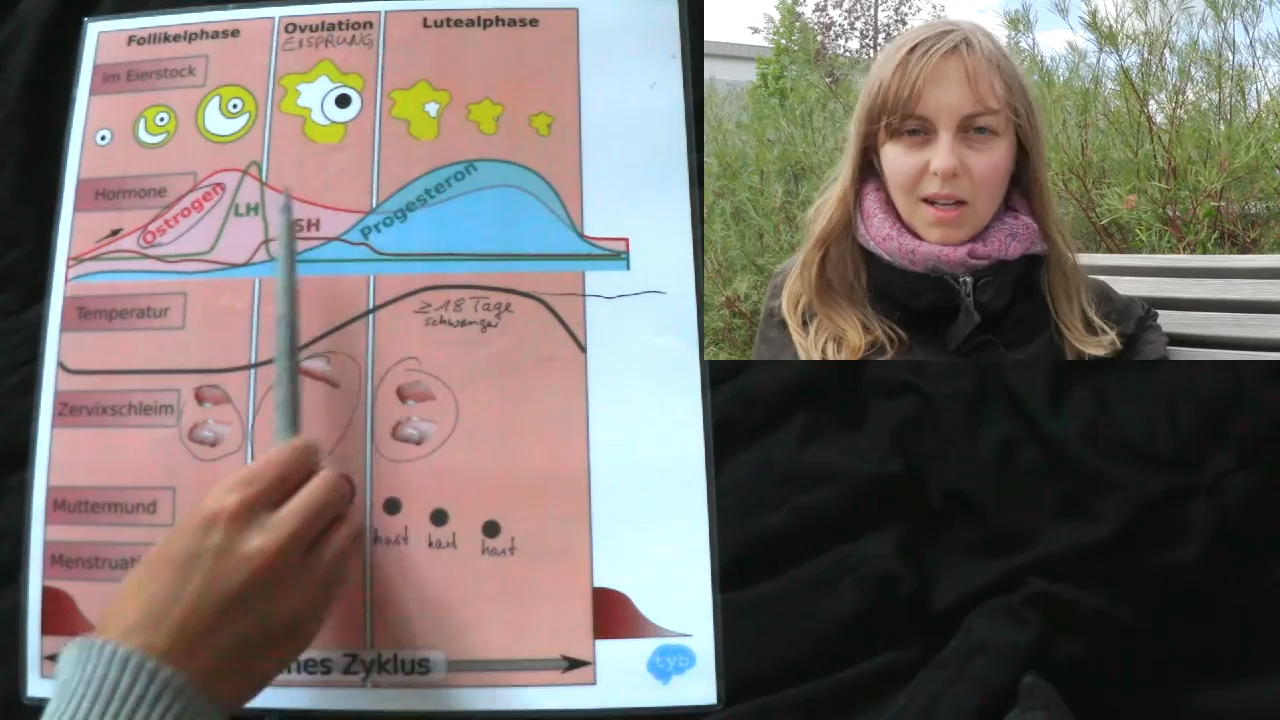 Follikelphase
Ovulation
EISPRUNG
Lutealphase
im Eierstock
Hormone
Östrogen
LH
SH
Progesteron
Temperatur
≥18 Tage
schwanger
Zervixschleim
Muttermund
hart hart hart
Menstruati
nes Zyklus
tyb